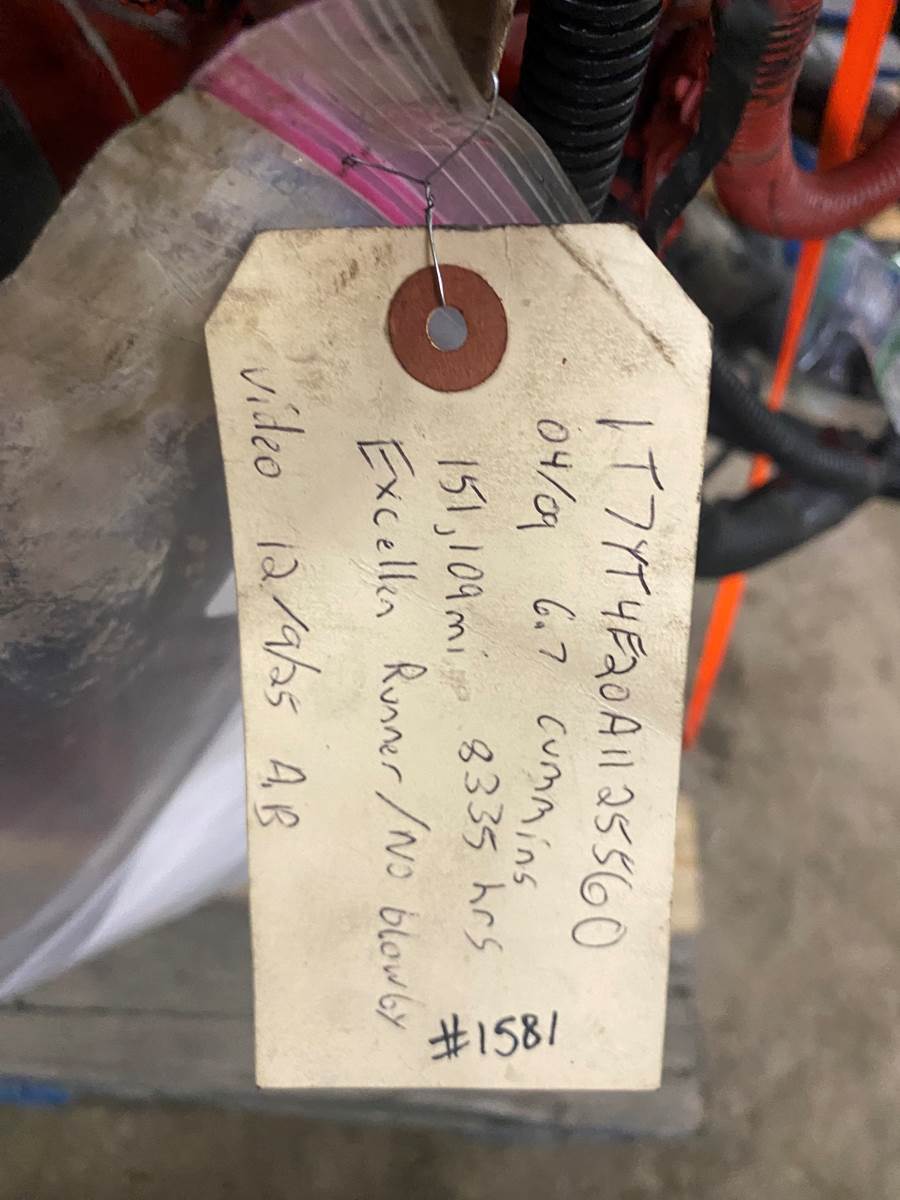 1T7YT4E20A1125560
04/09 6.7 cummins
151,109mi 8335 hrs
Excellen Runner/No blowby
video 12/9/25 AB
#1581